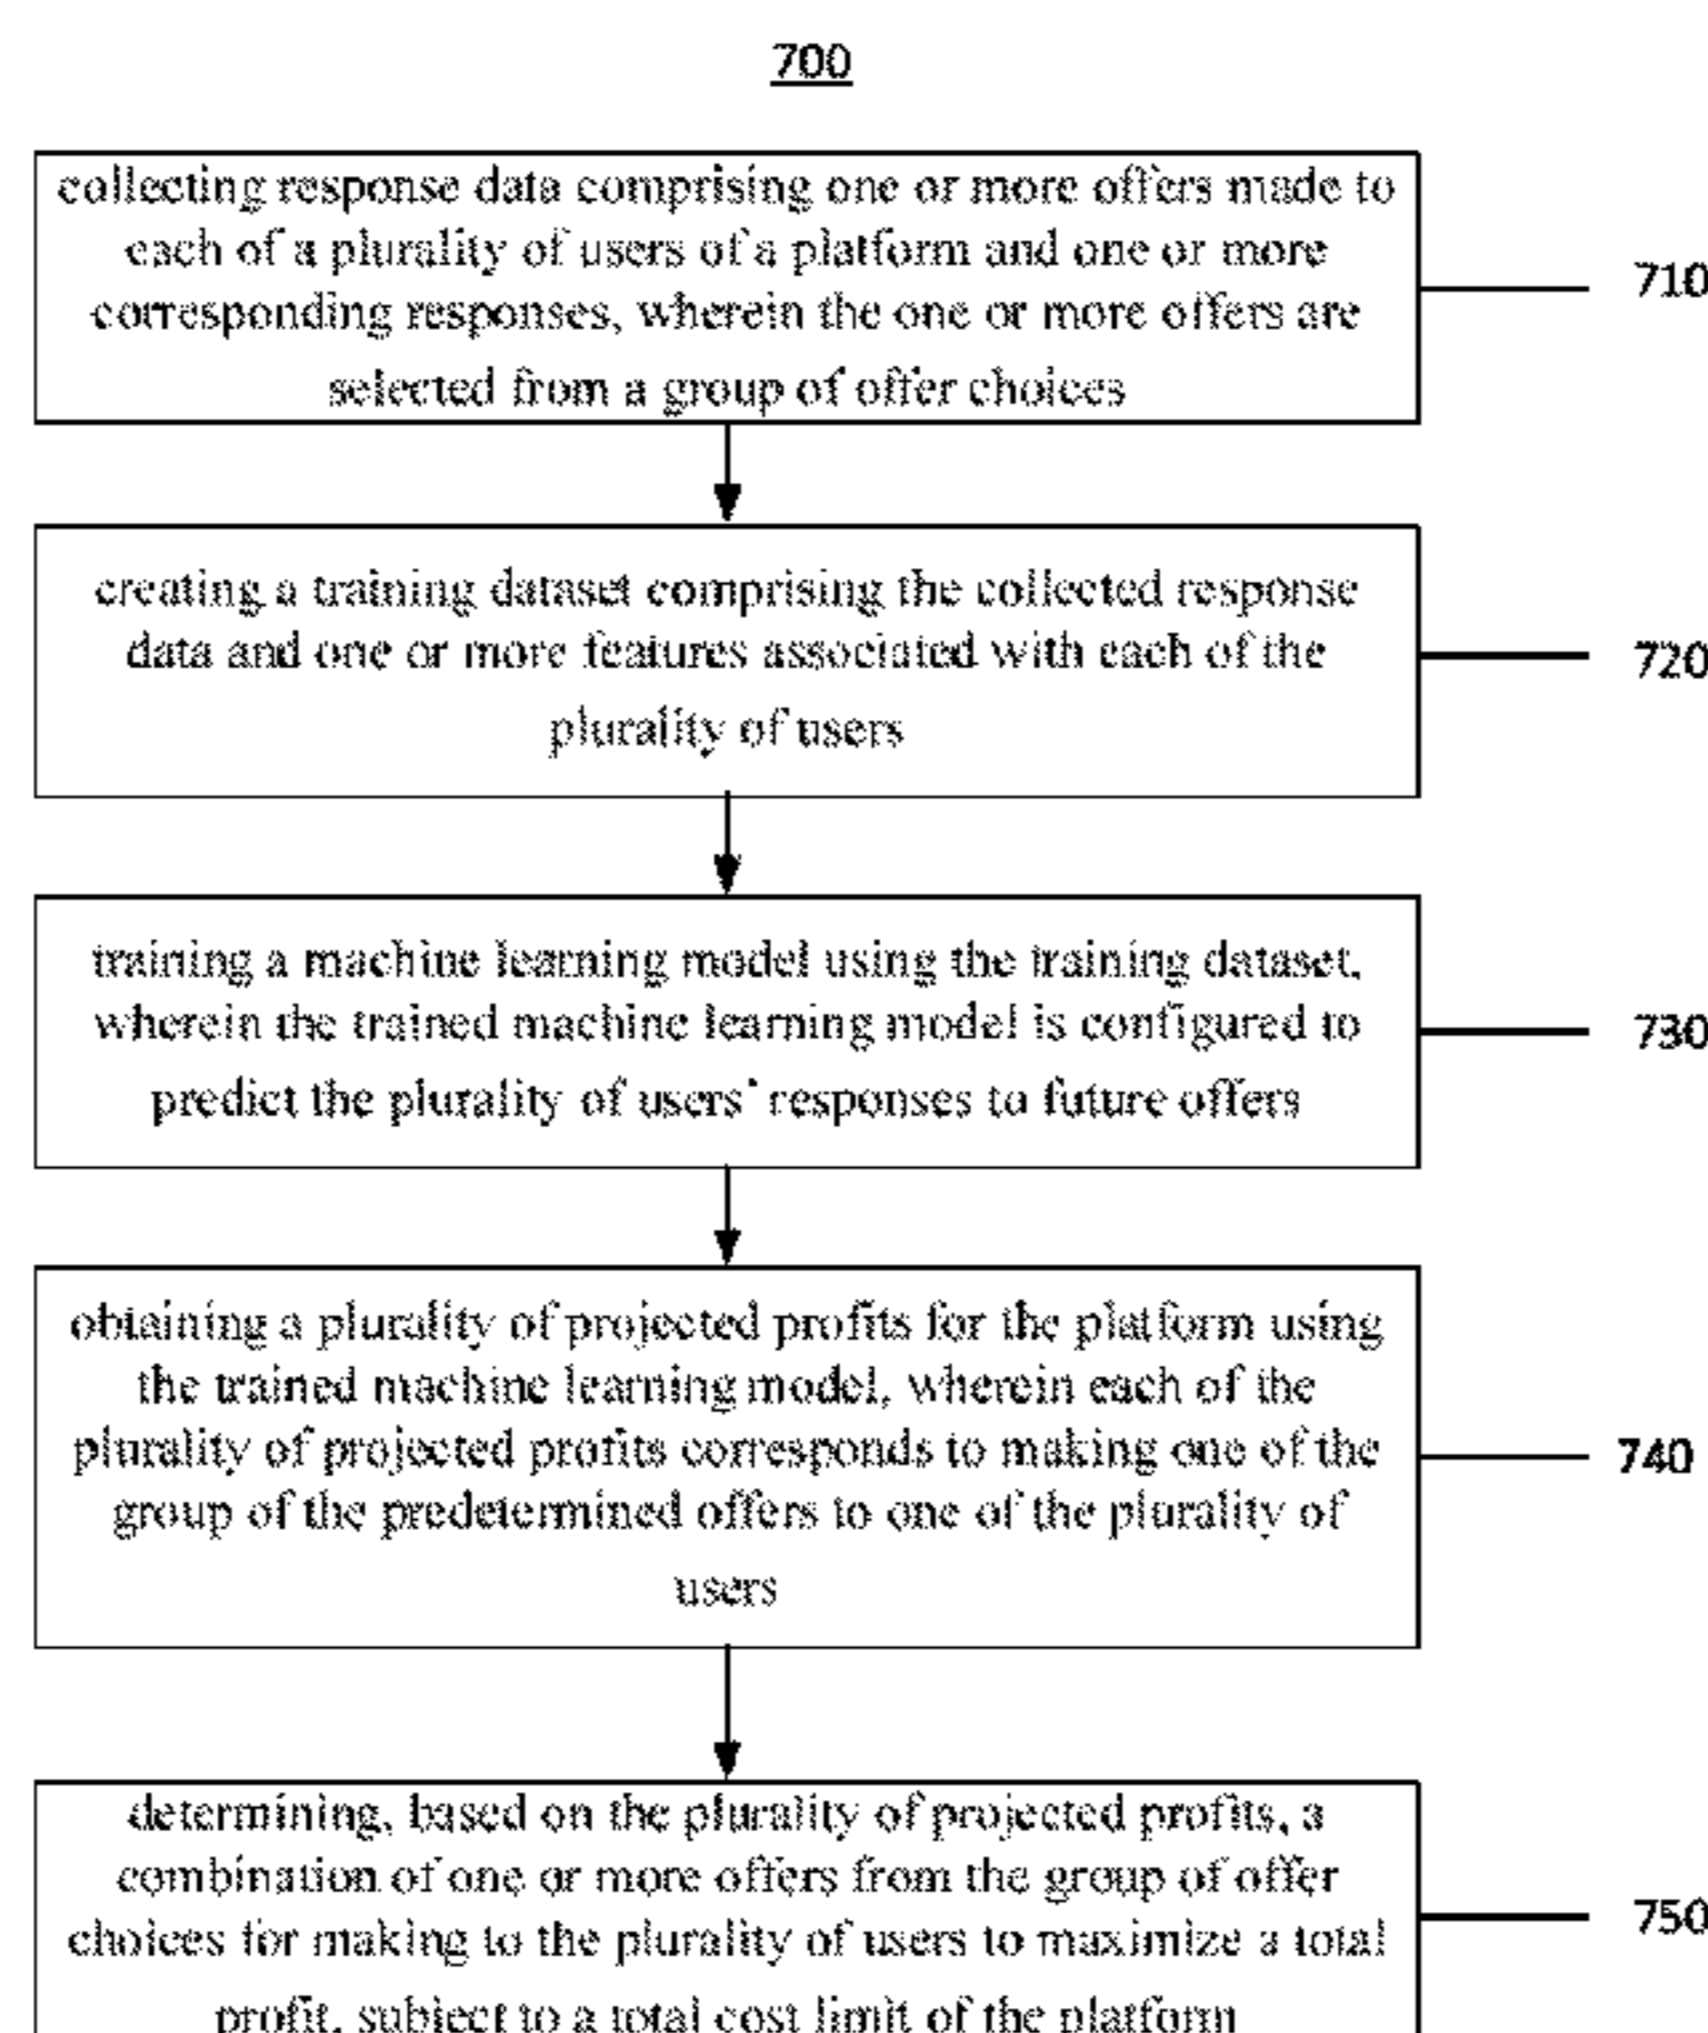 700
collecting response data comprising one or more offers made to
each of a plurality of users of a platform and one or more
corresponding responses, wherein the one or more offers are
selected from a group of offer choices
710
creating a training dataset comprising the collected response
data and one or more features associated with each of the
plurality of users
720
training a machine learning model using the training dataset,
wherein the trained machine learning model is configured to
predict the plurality of users' responses to future offers
730
obtaining a plurality of projected profits for the platform using
the trained machine learning model, wherein each of the
plurality of projected profits corresponds to making one of the
group of the predetermined offers to one of the plurality of
users
740
determining, based on the plurality of projected profits, a
combination of one or more offers from the group of offer
choices for making to the plurality of users to maximize a total
profit, subject to a total cost limit of the platform
750